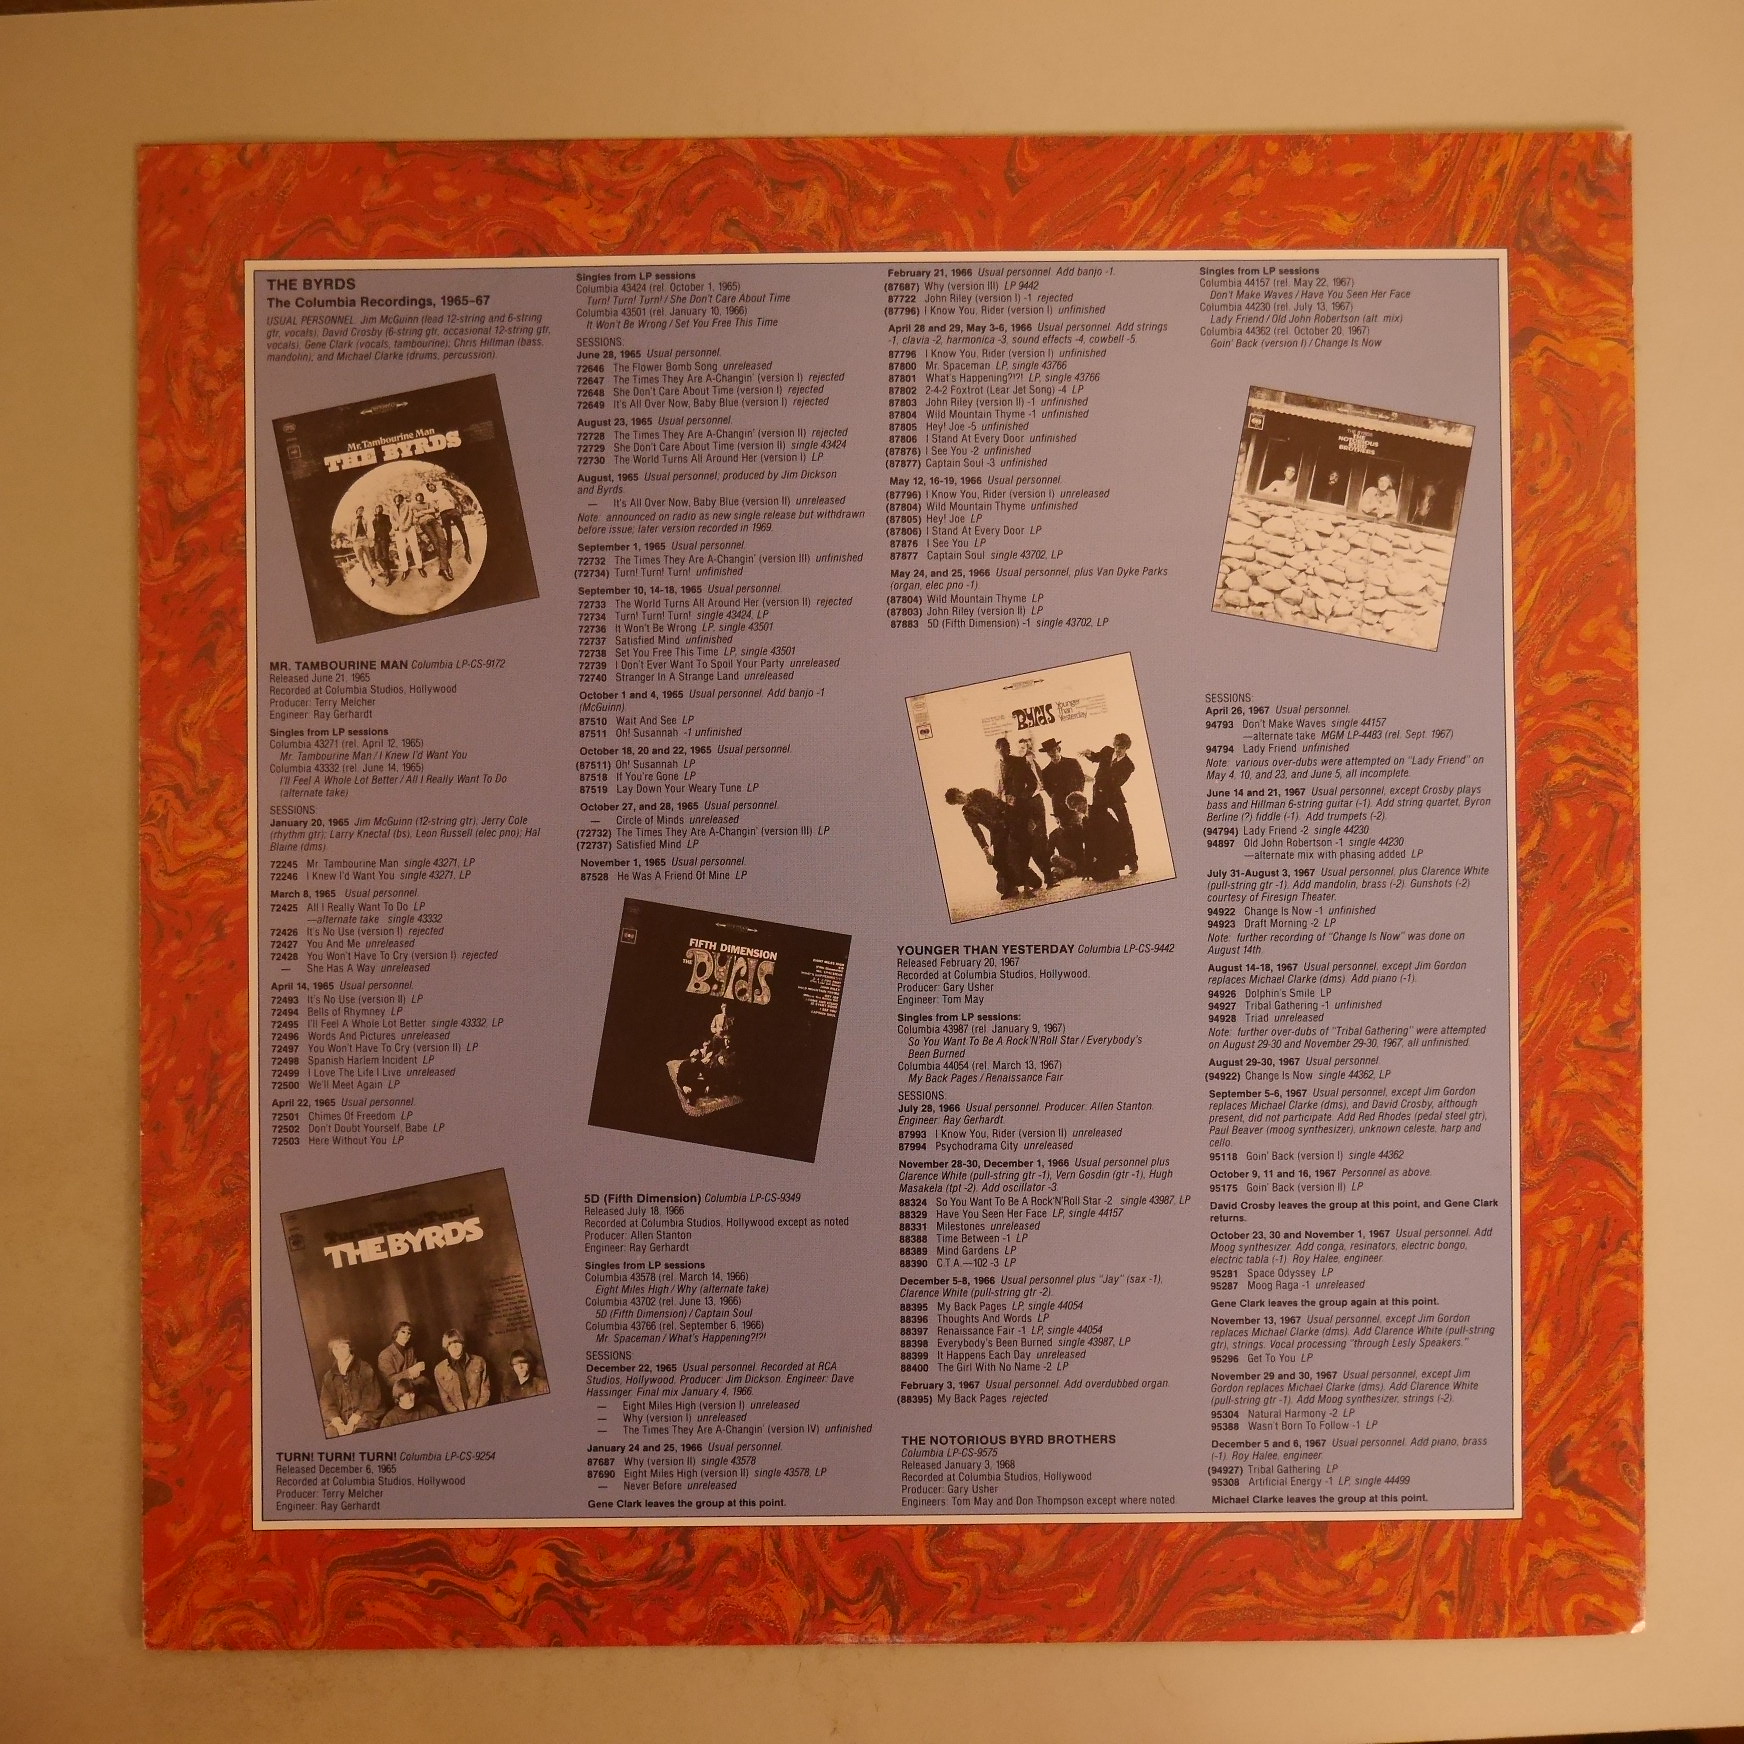 THE BYRDS
The Columbia Recordings, 1965–67
USUAL PERSONNEL: Jim McGuinn (lead 12-string and 6-string
gtr, vocals), David Crosby (6-string gtr, occasional 12-string gtr,
vocals), Gene Clark (vocals, tambourine), Chris Hillman (bass,
mandolin), and Michael Clarke (drums, percussion).
Mr. Tambourine Man
THE BYRDS
MR. TAMBOURINE MAN Columbia LP-CS-9172
Released June 21, 1965
Recorded at Columbia Studios, Hollywood
Producer: Terry Melcher
Engineer: Ray Gerhardt
Singles from LP sessions
Columbia 43271 (rel. April 12, 1965)
Mr. Tambourine Man / I Knew I'd Want You
Columbia 43332 (rel. June 14, 1965)
I'll Feel A Whole Lot Better / All I Really Want To Do
(alternate take)
SESSIONS:
January 20, 1965 Jim McGuinn (12-string gtr); Jerry Cole
(rhythm gtr); Larry Knectal (bs), Leon Russell (elec pno); Hal
Blaine (dms).
72245 Mr. Tambourine Man single 43271, LP
72246 I Knew I'd Want You single 43271, LP
March 8, 1965 Usual personnel.
72425 All I Really Want To Do LP
—alternate take single 43332
72426 It's No Use (version I) rejected
72427 You And Me unreleased
72428 You Won't Have To Cry (version I) rejected
— She Has A Way unreleased
April 14, 1965 Usual personnel.
72493 It's No Use (version II) LP
72494 Bells of Rhymney LP
72495 I'll Feel A Whole Lot Better single 43332, LP
72496 Words And Pictures unreleased
72497 You Won't Have To Cry (version II) LP
72498 Spanish Harlem Incident LP
72499 I Love The Life I Live unreleased
72500 We'll Meet Again LP
April 22, 1965 Usual personnel.
72501 Chimes Of Freedom LP
72502 Don't Doubt Yourself, Babe LP
72503 Here Without You LP
Turn! Turn! Turn!
THE BYRDS
TURN! TURN! TURN! Columbia LP-CS-9254
Released December 6, 1965
Recorded at Columbia Studios, Hollywood
Producer: Terry Melcher
Engineer: Ray Gerhardt
Singles from LP sessions
Columbia 43424 (rel. October 1, 1965)
Turn! Turn! Turn! / She Don't Care About Time
Columbia 43501 (rel. January 10, 1966)
It Won't Be Wrong / Set You Free This Time
SESSIONS:
June 28, 1965 Usual personnel.
72646 The Flower Bomb Song unreleased
72647 The Times They Are A-Changin' (version I) rejected
72648 She Don't Care About Time (version I) rejected
72649 It's All Over Now, Baby Blue (version I) rejected
August 23, 1965 Usual personnel.
72728 The Times They Are A-Changin' (version II) rejected
72729 She Don't Care About Time (version II) single 43424
72730 The World Turns All Around Her (version I) LP
August, 1965 Usual personnel; produced by Jim Dickson
and Byrds.
— It's All Over Now, Baby Blue (version II) unreleased
Note: announced on radio as new single release but withdrawn
before issue; later version recorded in 1969.
September 1, 1965 Usual personnel.
72732 The Times They Are A-Changin' (version III) unfinished
(72734) Turn! Turn! Turn! unfinished
September 10, 14-18, 1965 Usual personnel.
72733 The World Turns All Around Her (version II) rejected
72734 Turn! Turn! Turn! single 43424, LP
72736 It Won't Be Wrong LP, single 43501
72737 Satisfied Mind unfinished
72738 Set You Free This Time LP, single 43501
72739 I Don't Ever Want To Spoil Your Party unreleased
72740 Stranger In A Strange Land unreleased
October 1 and 4, 1965 Usual personnel. Add banjo -1
(McGuinn).
87510 Wait And See LP
87511 Oh! Susannah -1 unfinished
October 18, 20 and 22, 1965 Usual personnel.
(87511) Oh! Susannah LP
87518 If You're Gone LP
87519 Lay Down Your Weary Tune LP
October 27, and 28, 1965 Usual personnel.
— Circle of Minds unreleased
(72732) The Times They Are A-Changin' (version III) LP
(72737) Satisfied Mind LP
November 1, 1965 Usual personnel.
87528 He Was A Friend Of Mine LP
FIFTH DIMENSION
THE Byrds
5D (Fifth Dimension) Columbia LP-CS-9349
Released July 18, 1966
Recorded at Columbia Studios, Hollywood except as noted
Producer: Allen Stanton
Engineer: Ray Gerhardt
Singles from LP sessions
Columbia 43578 (rel. March 14, 1966)
Eight Miles High / Why (alternate take)
Columbia 43702 (rel. June 13, 1966)
5D (Fifth Dimension) / Captain Soul
Columbia 43766 (rel. September 6, 1966)
Mr. Spaceman / What's Happening?!?!
SESSIONS:
December 22, 1965 Usual personnel. Recorded at RCA
Studios, Hollywood. Producer: Jim Dickson. Engineer: Dave
Hassinger. Final mix January 4, 1966.
— Eight Miles High (version I) unreleased
— Why (version I) unreleased
— The Times They Are A-Changin' (version IV) unfinished
January 24 and 25, 1966 Usual personnel.
87687 Why (version II) single 43578
87690 Eight Miles High (version II) single 43578, LP
— Never Before unreleased
Gene Clark leaves the group at this point.
February 21, 1966 Usual personnel. Add banjo -1.
(87687) Why (version III) LP 9442
87722 John Riley (version I) -1 rejected
(87796) I Know You, Rider (version I) unfinished
April 28 and 29, May 3-6, 1966 Usual personnel. Add strings
-1, clavia -2, harmonica -3, sound effects -4, cowbell -5.
87796 I Know You, Rider (version I) unfinished
87800 Mr. Spaceman LP, single 43766
87801 What's Happening?!?! LP, single 43766
87802 2-4-2 Foxtrot (Lear Jet Song) -4 LP
87803 John Riley (version II) -1 unfinished
87804 Wild Mountain Thyme -1 unfinished
87805 Hey! Joe -5 unfinished
87806 I Stand At Every Door unfinished
(87876) I See You -2 unfinished
(87877) Captain Soul -3 unfinished
May 12, 16-19, 1966 Usual personnel.
(87796) I Know You, Rider (version I) unreleased
(87804) Wild Mountain Thyme unfinished
(87805) Hey! Joe LP
(87806) I Stand At Every Door LP
87876 I See You LP
87877 Captain Soul single 43702, LP
May 24, and 25, 1966 Usual personnel, plus Van Dyke Parks
(organ, elec pno -1).
(87804) Wild Mountain Thyme LP
(87803) John Riley (version II) LP
87883 5D (Fifth Dimension) -1 single 43702, LP
Byrds Younger Than Yesterday
YOUNGER THAN YESTERDAY Columbia LP-CS-9442
Released February 20, 1967
Recorded at Columbia Studios, Hollywood.
Producer: Gary Usher
Engineer: Tom May
Singles from LP sessions:
Columbia 43987 (rel. January 9, 1967)
So You Want To Be A Rock'N'Roll Star / Everybody's
Been Burned
Columbia 44054 (rel. March 13, 1967)
My Back Pages / Renaissance Fair
SESSIONS:
July 28, 1966 Usual personnel. Producer: Allen Stanton.
Engineer: Ray Gerhardt.
87993 I Know You, Rider (version II) unreleased
87994 Psychodrama City unreleased
November 28-30, December 1, 1966 Usual personnel plus
Clarence White (pull-string gtr -1), Vern Gosdin (gtr -1), Hugh
Masakela (tpt -2). Add oscillator -3.
88324 So You Want To Be A Rock'N'Roll Star -2 single 43987, LP
88329 Have You Seen Her Face LP, single 44157
88331 Milestones unreleased
88388 Time Between -1 LP
88389 Mind Gardens LP
88390 C.T.A.—102 -3 LP
December 5-8, 1966 Usual personnel plus "Jay" (sax -1),
Clarence White (pull-string gtr -2).
88395 My Back Pages LP, single 44054
88396 Thoughts And Words LP
88397 Renaissance Fair -1 LP, single 44054
88398 Everybody's Been Burned single 43987, LP
88399 It Happens Each Day unreleased
88400 The Girl With No Name -2 LP
February 3, 1967 Usual personnel. Add overdubbed organ.
(88395) My Back Pages rejected
THE NOTORIOUS BYRD BROTHERS
Columbia LP-CS-9575
Released January 3, 1968
Recorded at Columbia Studios, Hollywood
Producer: Gary Usher
Engineers: Tom May and Don Thompson except where noted.
Singles from LP sessions
Columbia 44157 (rel. May 22, 1967)
Don't Make Waves / Have You Seen Her Face
Columbia 44230 (rel. July 13, 1967)
Lady Friend / Old John Robertson (alt. mix)
Columbia 44362 (rel. October 20, 1967)
Goin' Back (version I) / Change Is Now
THE BYRDS
THE
NOTORIOUS
BYRD
BROTHERS
SESSIONS:
April 26, 1967 Usual personnel.
94793 Don't Make Waves single 44157
—alternate take MGM LP-4483 (rel. Sept. 1967)
94794 Lady Friend unfinished
Note: various over-dubs were attempted on "Lady Friend" on
May 4, 10, and 23, and June 5, all incomplete.
June 14 and 21, 1967 Usual personnel, except Crosby plays
bass and Hillman 6-string guitar (-1). Add string quartet, Byron
Berline (?) fiddle (-1). Add trumpets (-2).
(94794) Lady Friend -2 single 44230
94897 Old John Robertson -1 single 44230
—alternate mix with phasing added LP
July 31-August 3, 1967 Usual personnel, plus Clarence White
(pull-string gtr -1). Add mandolin, brass (-2). Gunshots (-2)
courtesy of Firesign Theater.
94922 Change Is Now -1 unfinished
94923 Draft Morning -2 LP
Note: further recording of "Change Is Now" was done on
August 14th.
August 14-18, 1967 Usual personnel, except Jim Gordon
replaces Michael Clarke (dms). Add piano (-1).
94926 Dolphin's Smile LP
94927 Tribal Gathering -1 unfinished
94928 Triad unreleased
Note: further over-dubs of "Tribal Gathering" were attempted
on August 29-30 and November 29-30, 1967, all unfinished.
August 29-30, 1967 Usual personnel.
(94922) Change Is Now single 44362, LP
September 5-6, 1967 Usual personnel, except Jim Gordon
replaces Michael Clarke (dms), and David Crosby, although
present, did not participate. Add Red Rhodes (pedal steel gtr),
Paul Beaver (moog synthesizer), unknown celeste, harp and
cello.
95118 Goin' Back (version I) single 44362
October 9, 11 and 16, 1967 Personnel as above.
95175 Goin' Back (version II) LP
David Crosby leaves the group at this point, and Gene Clark
returns.
October 23, 30 and November 1, 1967 Usual personnel. Add
Moog synthesizer. Add conga, resinators, electric bongo,
electric tabla (-1). Roy Halee, engineer.
95281 Space Odyssey LP
95287 Moog Raga -1 unreleased
Gene Clark leaves the group again at this point.
November 13, 1967 Usual personnel, except Jim Gordon
replaces Michael Clarke (dms). Add Clarence White (pull-string
gtr), strings. Vocal processing "through Lesly Speakers."
95296 Get To You LP
November 29 and 30, 1967 Usual personnel, except Jim
Gordon replaces Michael Clarke (dms). Add Clarence White
(pull-string gtr -1). Add Moog synthesizer, strings (-2).
95304 Natural Harmony -2 LP
95388 Wasn't Born To Follow -1 LP
December 5 and 6, 1967 Usual personnel. Add piano, brass
(-1). Roy Halee, engineer.
(94927) Tribal Gathering LP
95308 Artificial Energy -1 LP, single 44499
Michael Clarke leaves the group at this point.